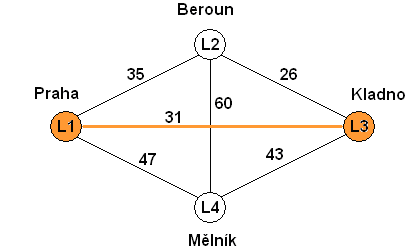 Beroun
L2
35
26
Praha
Kladno
60
31
L1
L3
47
43
L4
Mělník